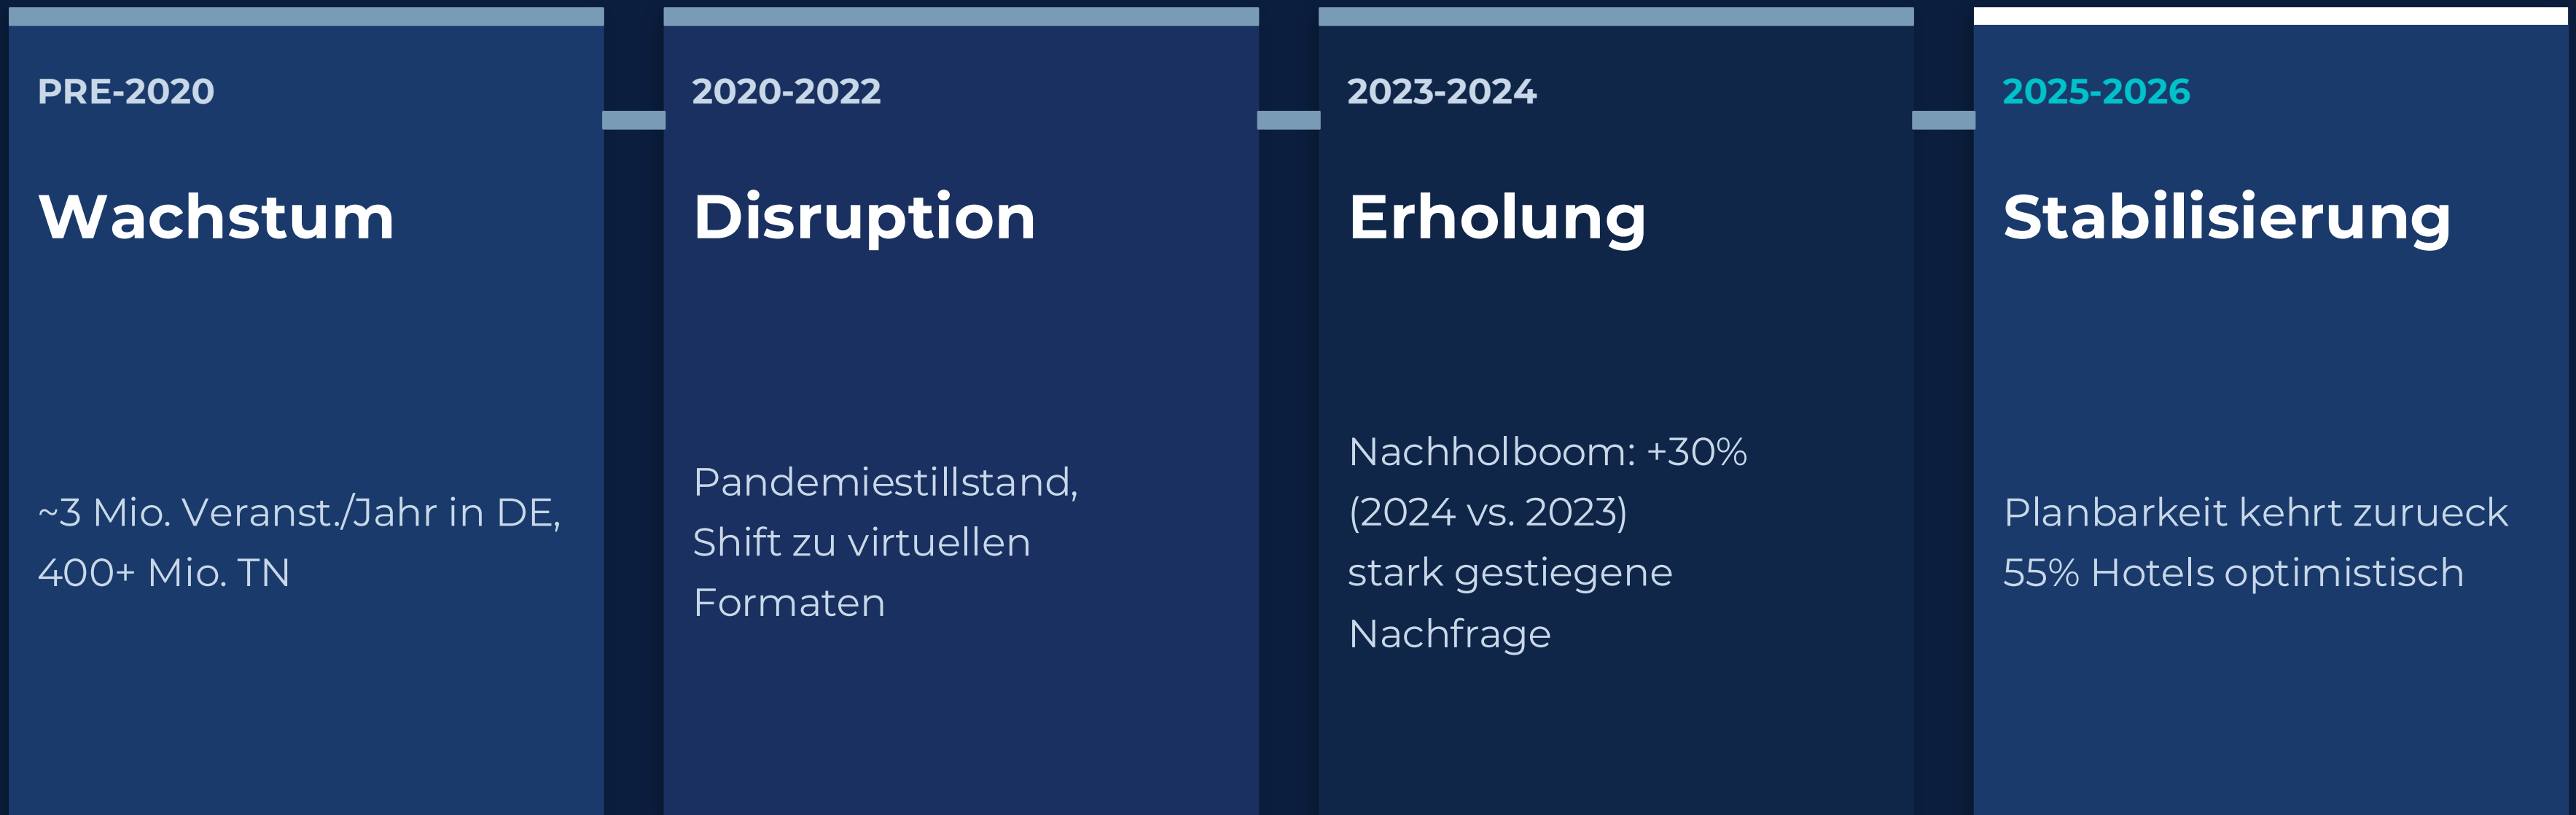 PRE-2020
Wachstum
~3 Mio. Veranst./Jahr in DE,
400+ Mio. TN
2020-2022
Disruption
Pandemiestillstand,
Shift zu virtuellen
Formaten
2023-2024
Erholung
Nachholboom: +30%
(2024 vs. 2023)
stark gestiegene
Nachfrage
2025-2026
Stabilisierung
Planbarkeit kehrt zurueck
55% Hotels optimistisch